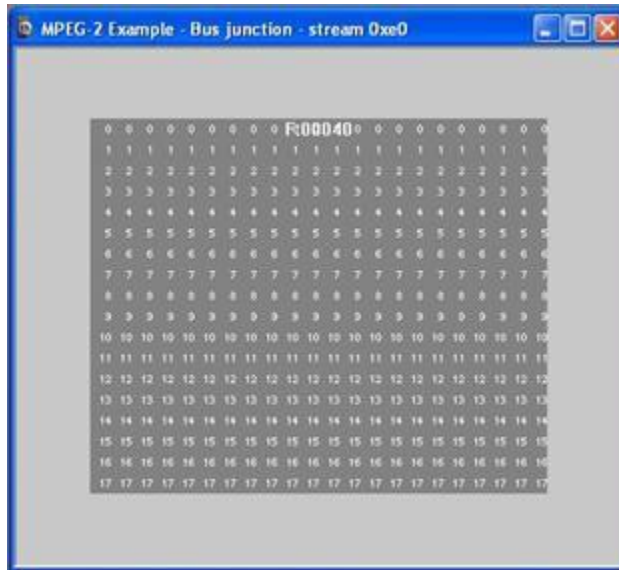 MPEG-2 Example - Bus junction - stream 0xe0
0 0 0 0 0 0 0 0 0 F:00040 0 0 0 0 0 0 0 0 0 0
1 1 1 1 1 1 1 1 1 1 1 1 1 1 1 1 1 1 1 1 1 1
2 2 2 2 2 2 2 2 2 2 2 2 2 2 2 2 2 2 2 2 2 2
3 3 3 3 3 3 3 3 3 3 3 3 3 3 3 3 3 3 3 3 3 3
4 4 4 4 4 4 4 4 4 4 4 4 4 4 4 4 4 4 4 4 4 4
5 5 5 5 5 5 5 5 5 5 5 5 5 5 5 5 5 5 5 5 5 5
6 6 6 6 6 6 6 6 6 6 6 6 6 6 6 6 6 6 6 6 6 6
7 7 7 7 7 7 7 7 7 7 7 7 7 7 7 7 7 7 7 7 7 7
8 8 8 8 8 8 8 8 8 8 8 8 8 8 8 8 8 8 8 8 8 8
9 9 9 9 9 9 9 9 9 9 9 9 9 9 9 9 9 9 9 9 9 9
10 10 10 10 10 10 10 10 10 10 10 10 10 10 10 10 10 10 10 10 10 10
11 11 11 11 11 11 11 11 11 11 11 11 11 11 11 11 11 11 11 11 11 11
12 12 12 12 12 12 12 12 12 12 12 12 12 12 12 12 12 12 12 12 12 12
13 13 13 13 13 13 13 13 13 13 13 13 13 13 13 13 13 13 13 13 13 13
14 14 14 14 14 14 14 14 14 14 14 14 14 14 14 14 14 14 14 14 14 14
15 15 15 15 15 15 15 15 15 15 15 15 15 15 15 15 15 15 15 15 15 15
16 16 16 16 16 16 16 16 16 16 16 16 16 16 16 16 16 16 16 16 16 16
17 17 17 17 17 17 17 17 17 17 17 17 17 17 17 17 17 17 17 17 17 17